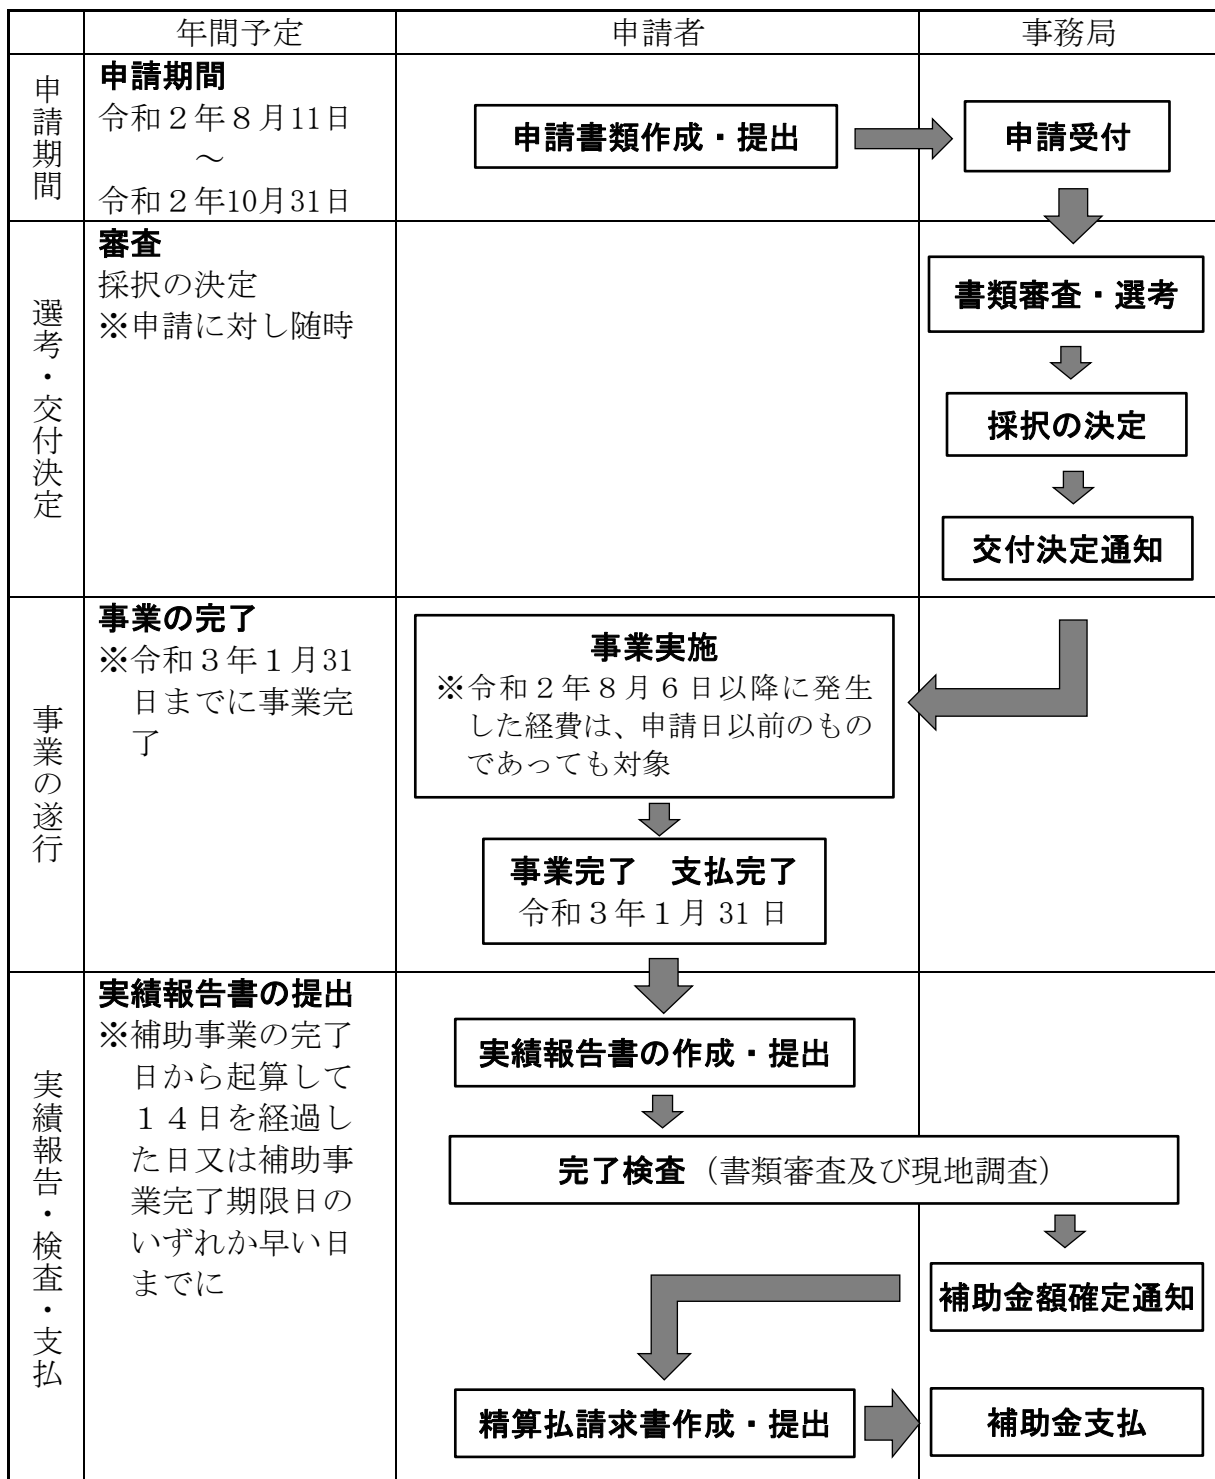 年間予定
申請者
事務局
申請期間
申請期間
令和２年８月11日
～
令和２年10月31日
申請書類作成・提出
申請受付
選考・交付決定
審査
採択の決定
※申請に対し随時
書類審査・選考
採択の決定
交付決定通知
事業の遂行
事業の完了
※令和３年１月31
日までに事業完
了
事業実施
※令和２年８月６日以降に発生
した経費は、申請日以前のもの
であっても対象
事業完了　支払完了
令和３年１月 31 日
実績報告・検査・支払
実績報告書の提出
※補助事業の完了
日から起算して
１４日を経過し
た日又は補助事
業完了期限日の
いずれか早い日
までに
実績報告書の作成・提出
完了検査（書類審査及び現地調査）
補助金額確定通知
精算払請求書作成・提出
補助金支払